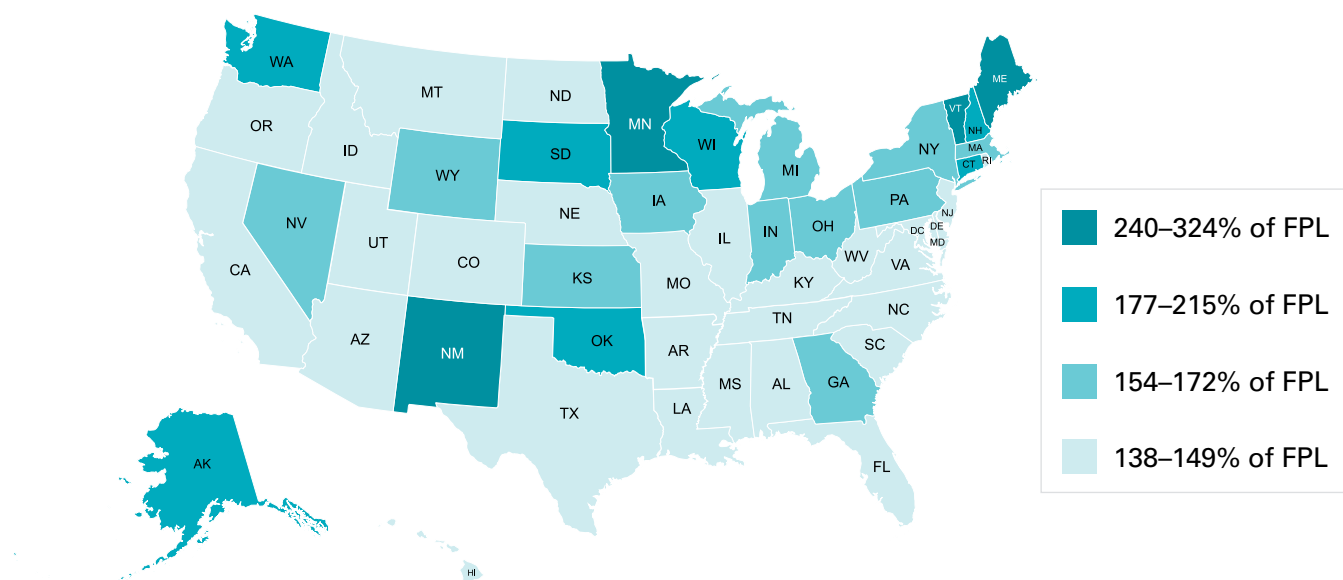 WA
MT
ND
MN
ME
VT
NH
OR
ID
SD
WI
NY
MA
CT
RI
WY
MI
IA
PA
NE
NV
IL
IN
OH
NJ
DE
DC
MD
UT
CO
WV
CA
KS
MO
KY
VA
NC
TN
AZ
OK
NM
AR
SC
MS
AL
GA
TX
LA
AK
FL
HI
240–324% of FPL
177–215% of FPL
154–172% of FPL
138–149% of FPL